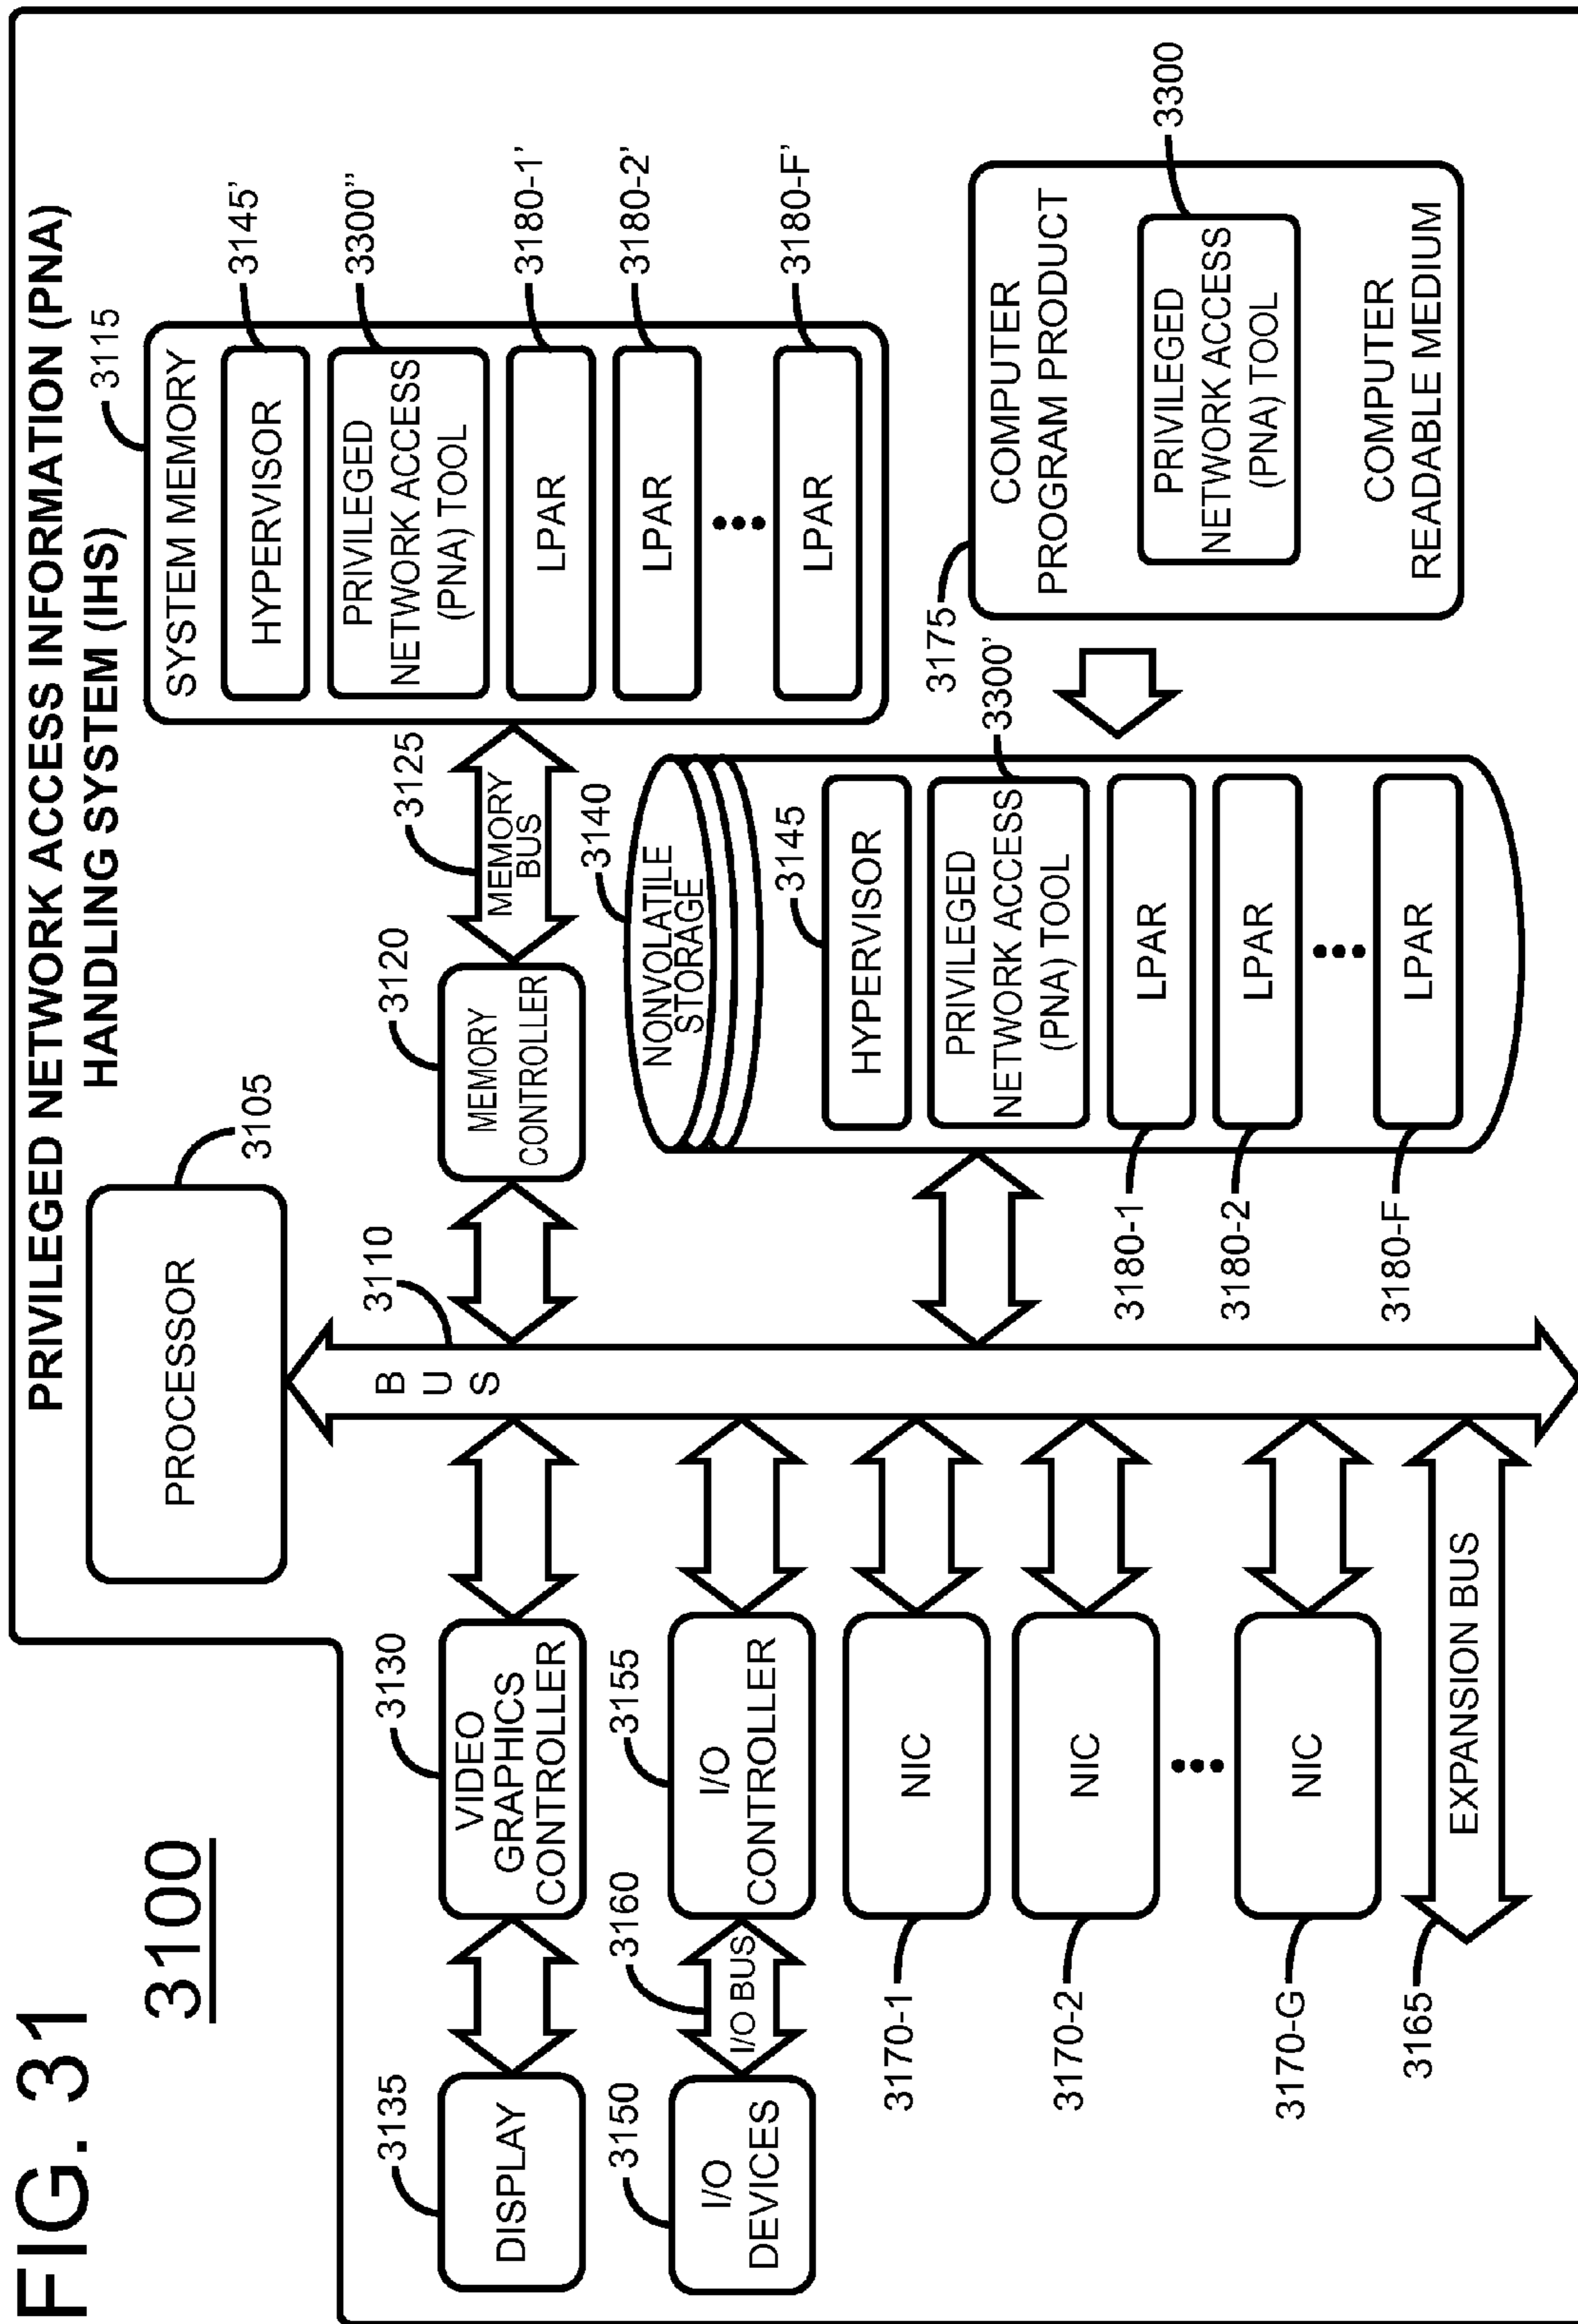 FIG. 31
3100
PRIVILEGED NETWORK ACCESS INFORMATION (PNA)
HANDLING SYSTEM (IHS)
PROCESSOR
3105
3110
B
U
S
3115
SYSTEM MEMORY
HYPERVISOR
3145'
PRIVILEGED
NETWORK ACCESS
(PNA) TOOL
3300"
LPAR
3180-1'
LPAR
3180-2'
LPAR
3180-F'
3120
MEMORY
CONTROLLER
3125
MEMORY
BUS
3130
VIDEO
GRAPHICS
CONTROLLER
3135
DISPLAY
3140
NONVOLATILE
STORAGE
3145
HYPERVISOR
3300'
PRIVILEGED
NETWORK ACCESS
(PNA) TOOL
LPAR
3180-1
LPAR
3180-2
LPAR
3180-F
3150
I/O
DEVICES
3160
I/O BUS
3155
I/O
CONTROLLER
NIC
3170-1
NIC
3170-2
NIC
3170-G
EXPANSION BUS
3165
3175
COMPUTER
PROGRAM PRODUCT
PRIVILEGED
NETWORK ACCESS
(PNA) TOOL
3300
COMPUTER
READABLE MEDIUM